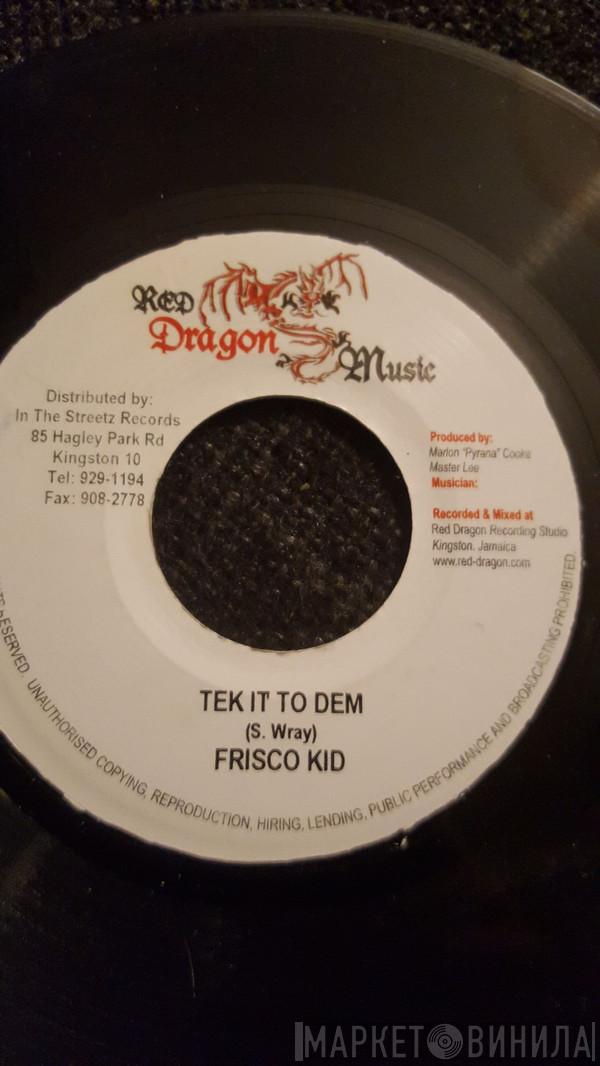 RED
Dragon
Music
Distributed by:
In The Streetz Records
85 Hagley Park Rd
Kingston 10
Tel: 929-1194
Fax: 908-2778
Produced by:
Marlon "Pyrana" Cooke
Master Lee
Musician:
Recorded & Mixed at
Red Dragon Recording Studio
Kingston, Jamaica
www.red-dragon.com
TEK IT TO DEM
(S. Wray)
FRISCO KID
RESERVED. UNAUTHORISED COPYING, REPRODUCTION, HIRING, LENDING, PUBLIC PERFORMANCE AND BROADCASTING PROHIBITED.
МАРКЕТ ВИНИЛА